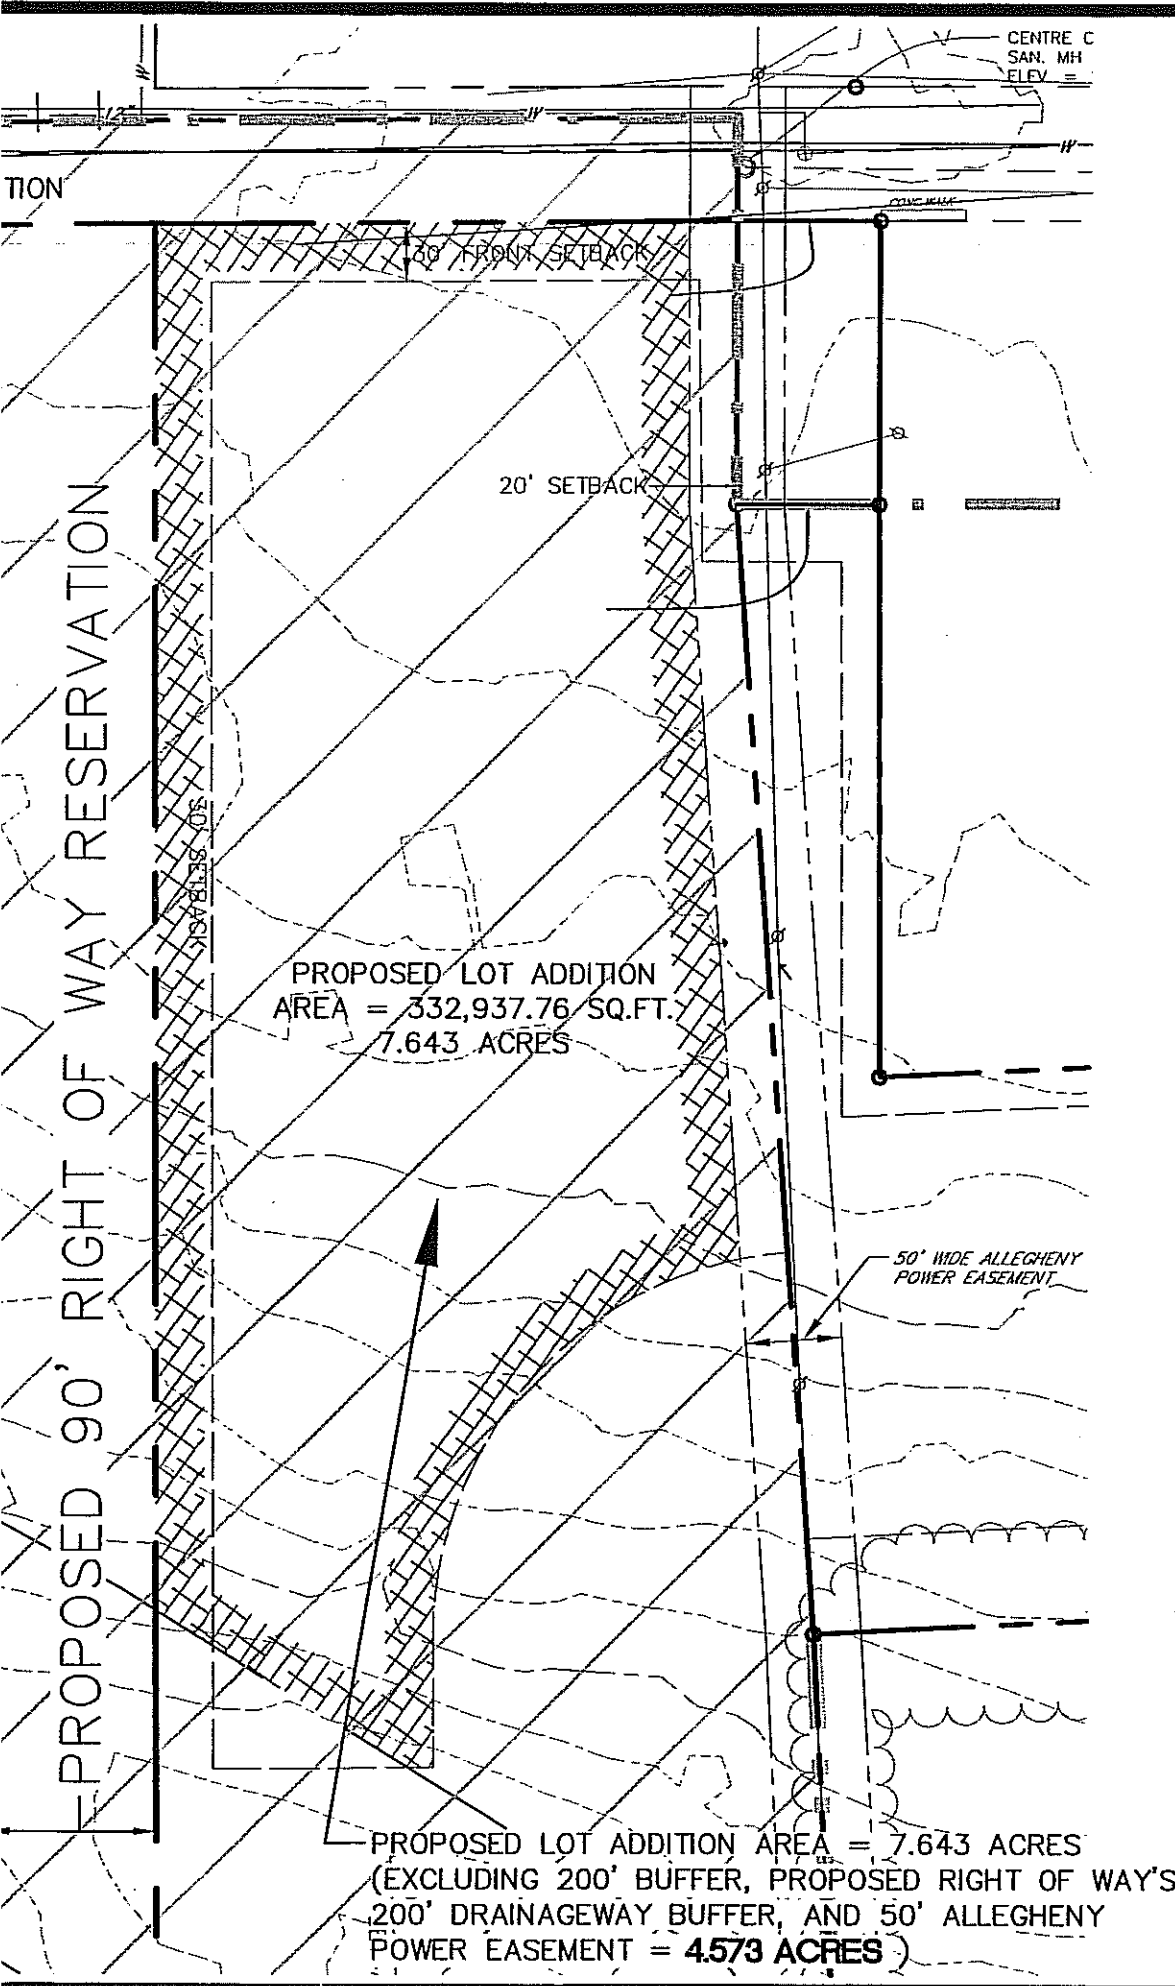 CENTRE C
SAN. MH
ELEV =
W
12"
W
W
TION
CONC WALK
30' FRONT SETBACK
20' SETBACK
PROPOSED 90' RIGHT OF WAY RESERVATION
30' SETBACK
PROPOSED LOT ADDITION
AREA = 332,937.76 SQ.FT.
7.643 ACRES
50' WIDE ALLEGHENY
POWER EASEMENT
PROPOSED LOT ADDITION AREA = 7.643 ACRES
(EXCLUDING 200' BUFFER, PROPOSED RIGHT OF WAY'S
200' DRAINAGEWAY BUFFER, AND 50' ALLEGHENY
POWER EASEMENT = 4.573 ACRES )